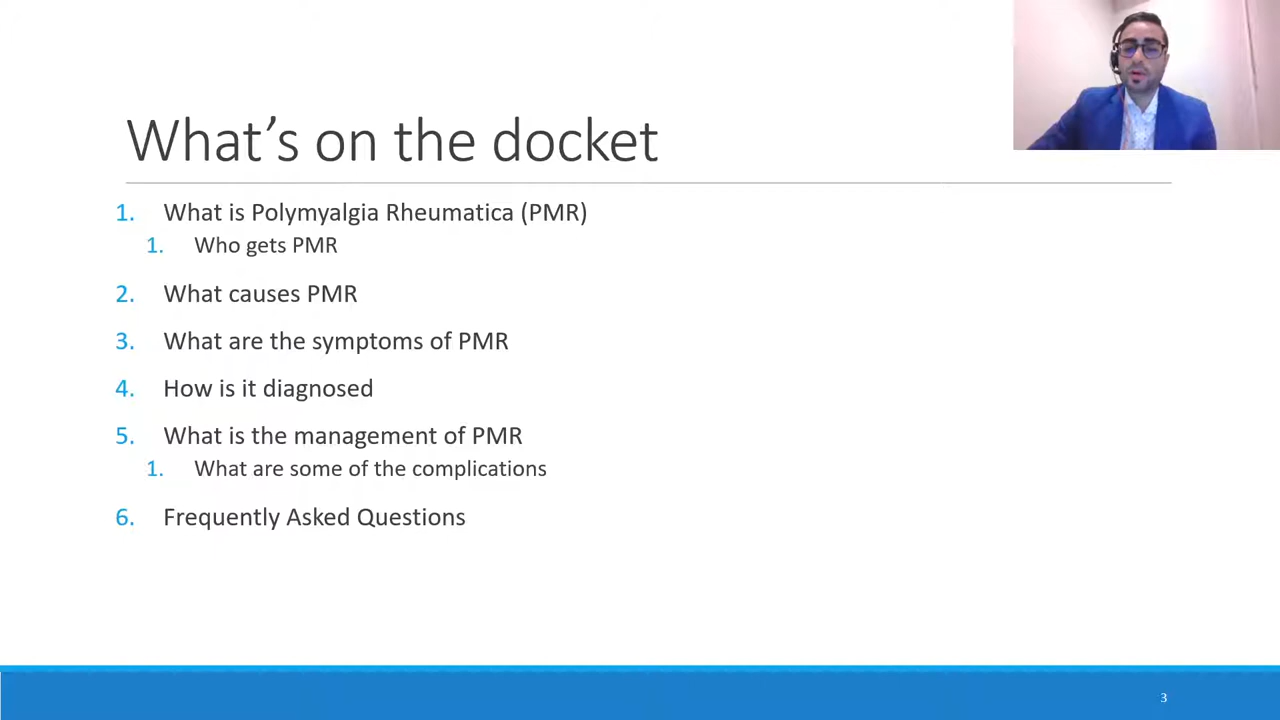 What's on the docket
1. What is Polymyalgia Rheumatica (PMR)
1. Who gets PMR
2. What causes PMR
3. What are the symptoms of PMR
4. How is it diagnosed
5. What is the management of PMR
1. What are some of the complications
6. Frequently Asked Questions
3